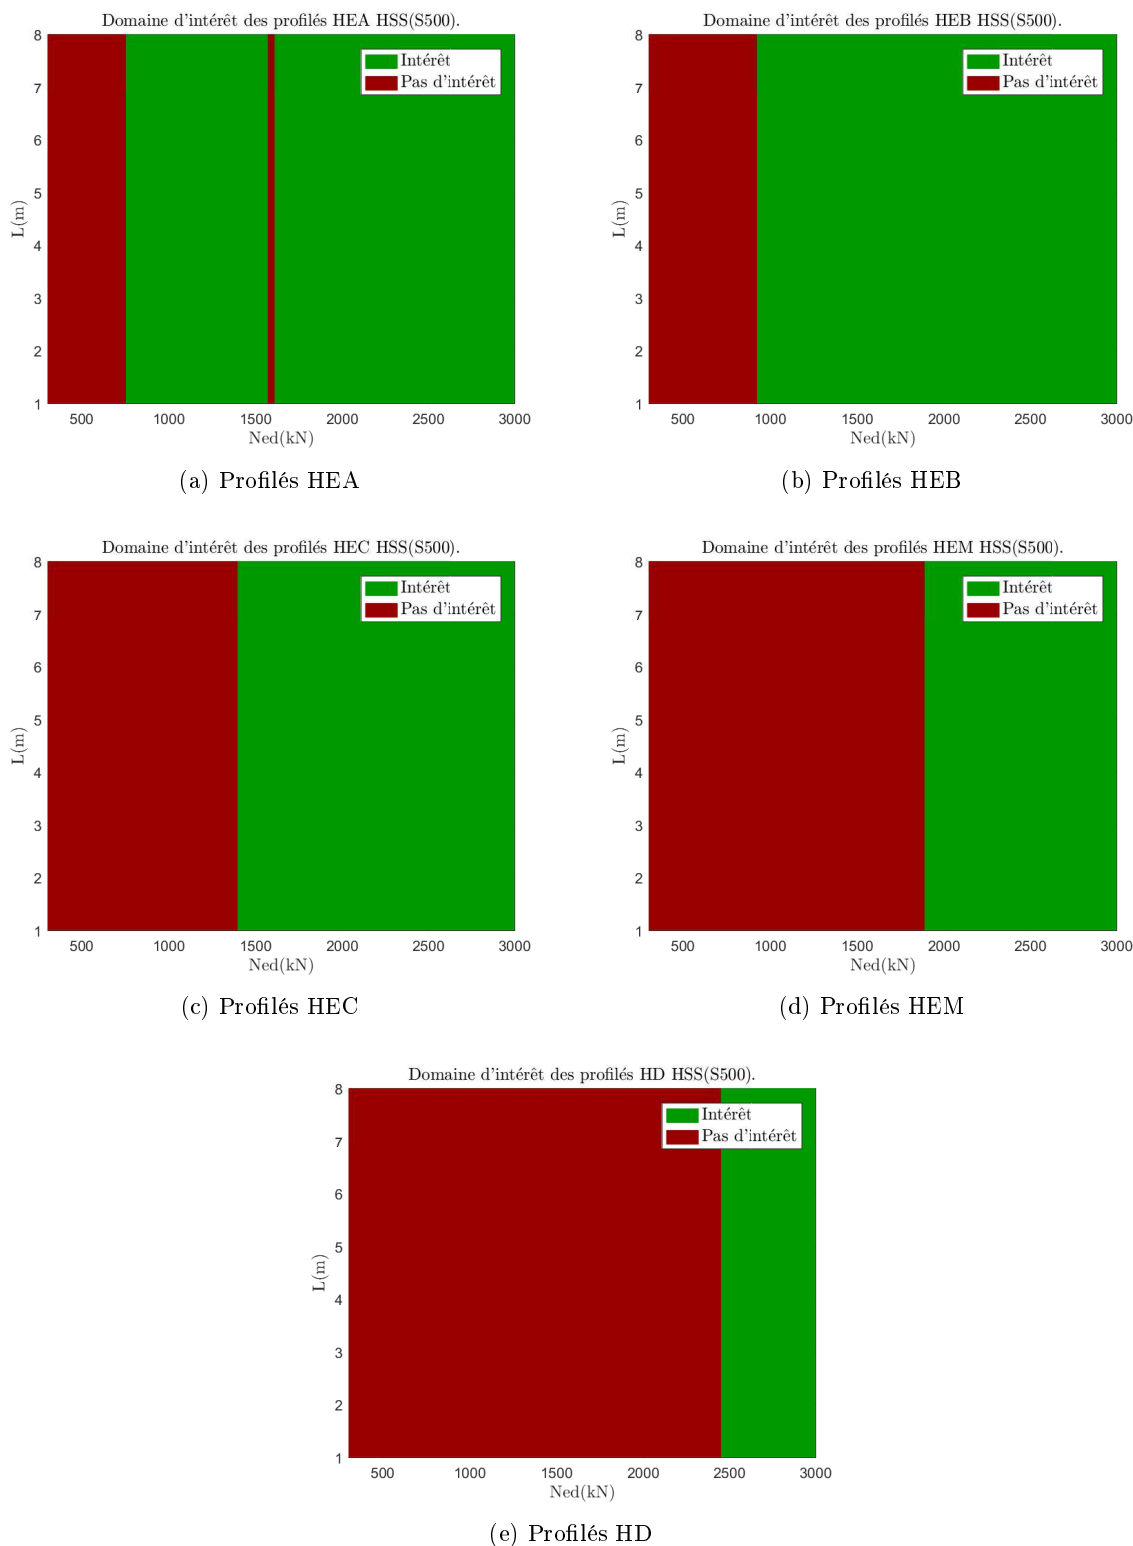 Domaine d'intérêt des profilés HEA HSS(S500).
8
7
6
5
4
3
2
1
L(m)
Intérêt
Pas d'intérêt
500 1000 1500 2000 2500 3000
Ned(kN)
(a) Profilés HEA
Domaine d'intérêt des profilés HEB HSS(S500).
8
7
6
5
4
3
2
1
L(m)
Intérêt
Pas d'intérêt
500 1000 1500 2000 2500 3000
Ned(kN)
(b) Profilés HEB
Domaine d'intérêt des profilés HEC HSS(S500).
8
7
6
5
4
3
2
1
L(m)
Intérêt
Pas d'intérêt
500 1000 1500 2000 2500 3000
Ned(kN)
(c) Profilés HEC
Domaine d'intérêt des profilés HEM HSS(S500).
8
7
6
5
4
3
2
1
L(m)
Intérêt
Pas d'intérêt
500 1000 1500 2000 2500 3000
Ned(kN)
(d) Profilés HEM
Domaine d'intérêt des profilés HD HSS(S500).
8
7
6
5
4
3
2
1
L(m)
Intérêt
Pas d'intérêt
500 1000 1500 2000 2500 3000
Ned(kN)
(e) Profilés HD